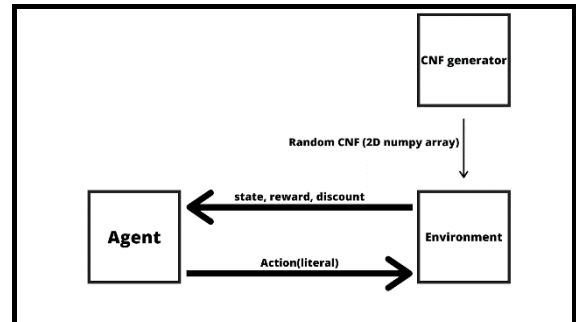 CNF generator
Random CNF (2D numpy array)
state, reward, discount
Agent
Environment
Action(literal)